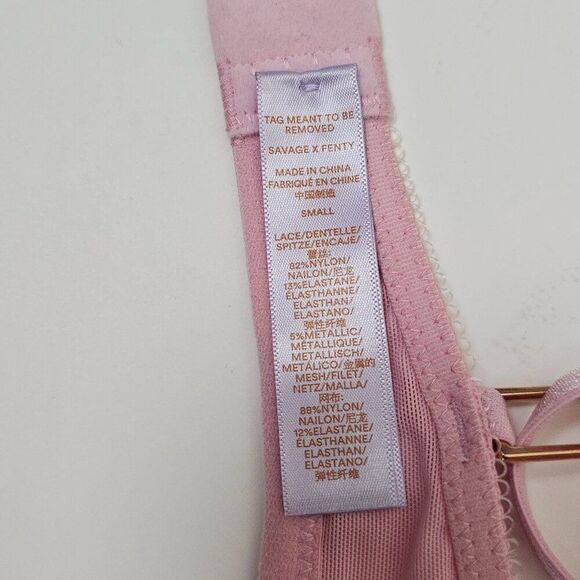 TAG MEANT TO BE
REMOVED
SAVAGE X FENTY
MADE IN CHINA
FABRIQUÉ EN CHINE
中国制造
SMALL
LACE/DENTELLE/
SPITZE/ENCAJE/
蕾丝:
82%NYLON/
NAILON/尼龙
13%ELASTANE/
ÉLASTHANNE/
ELASTHAN/
ELASTANO/
弹性纤维
5%METALLIC/
MÉTALLIQUE/
METALLISCH/
METÁLICO/金属的
MESH/FILET/
NETZ/MALLA/
网布:
88%NYLON/
NAILON/尼龙
12%ELASTANE/
ÉLASTHANNE/
ELASTHAN/
ELASTANO/
弹性纤维